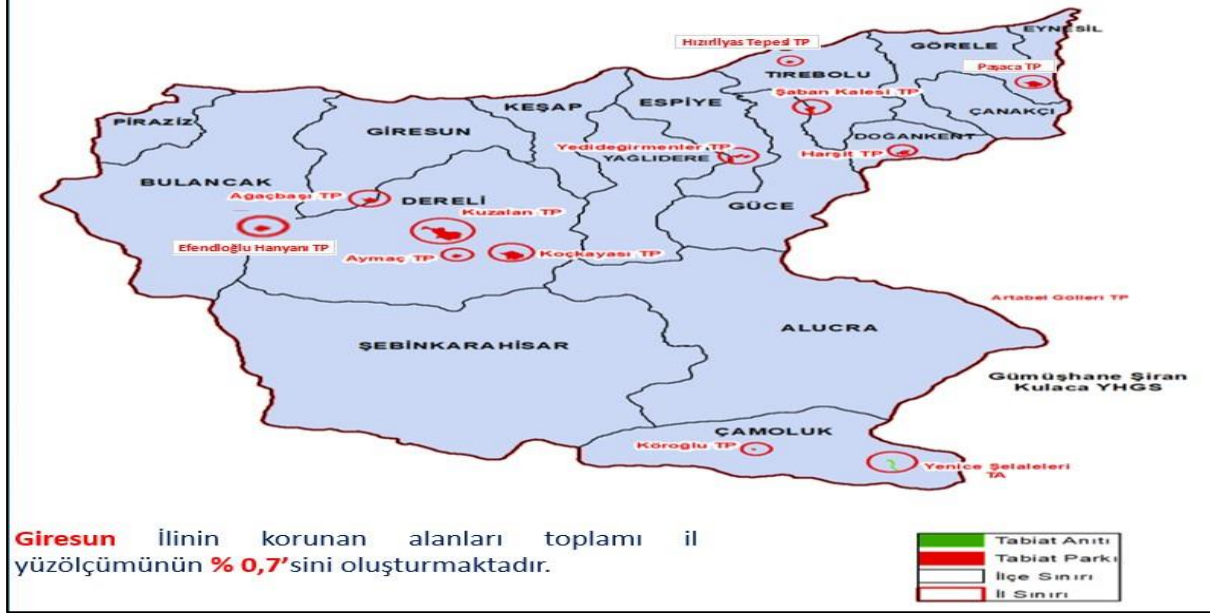 EYNESİL
Hızırilyas Tepesi TP
GÖRELE
TİREBOLU
Paşaca TP
Şaban Kalesi TP
KEŞAP
ESPİYE
ÇANAKÇI
PİRAZİZ
GİRESUN
DOĞANKENT
Yedideğirmenler TP
Harşit TP
YAĞLIDERE
BULANCAK
Ağaçbaşı TP
DERELİ
GÜCE
Kuzalan TP
Efendioğlu Hanyanı TP
Aymaç TP
Koçkayası TP
Artabel Gölleri TP
ALUCRA
ŞEBİNKARAHİSAR
Gümüşhane Şiran
Kulaca YHGS
ÇAMOLUK
Köroğlu TP
Yenice Şelaleleri
TA
Giresun İlinin korunan alanları toplamı il
yüzölçümünün % 0,7’sini oluşturmaktadır.
Tabiat Anıtı
Tabiat Parkı
İlçe Sınırı
İl Sınırı